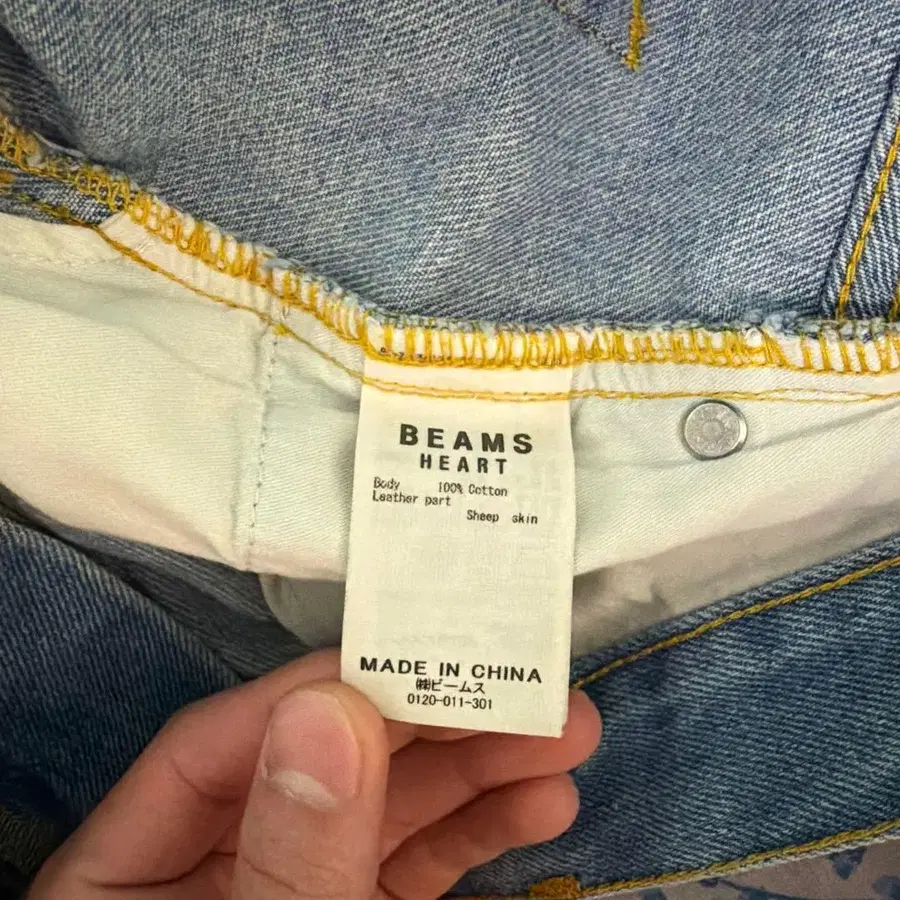 BEAMS
HEART
Body 100% Cotton
Leather part
Sheep skin
MADE IN CHINA
㈱ビームス
0120-011-301